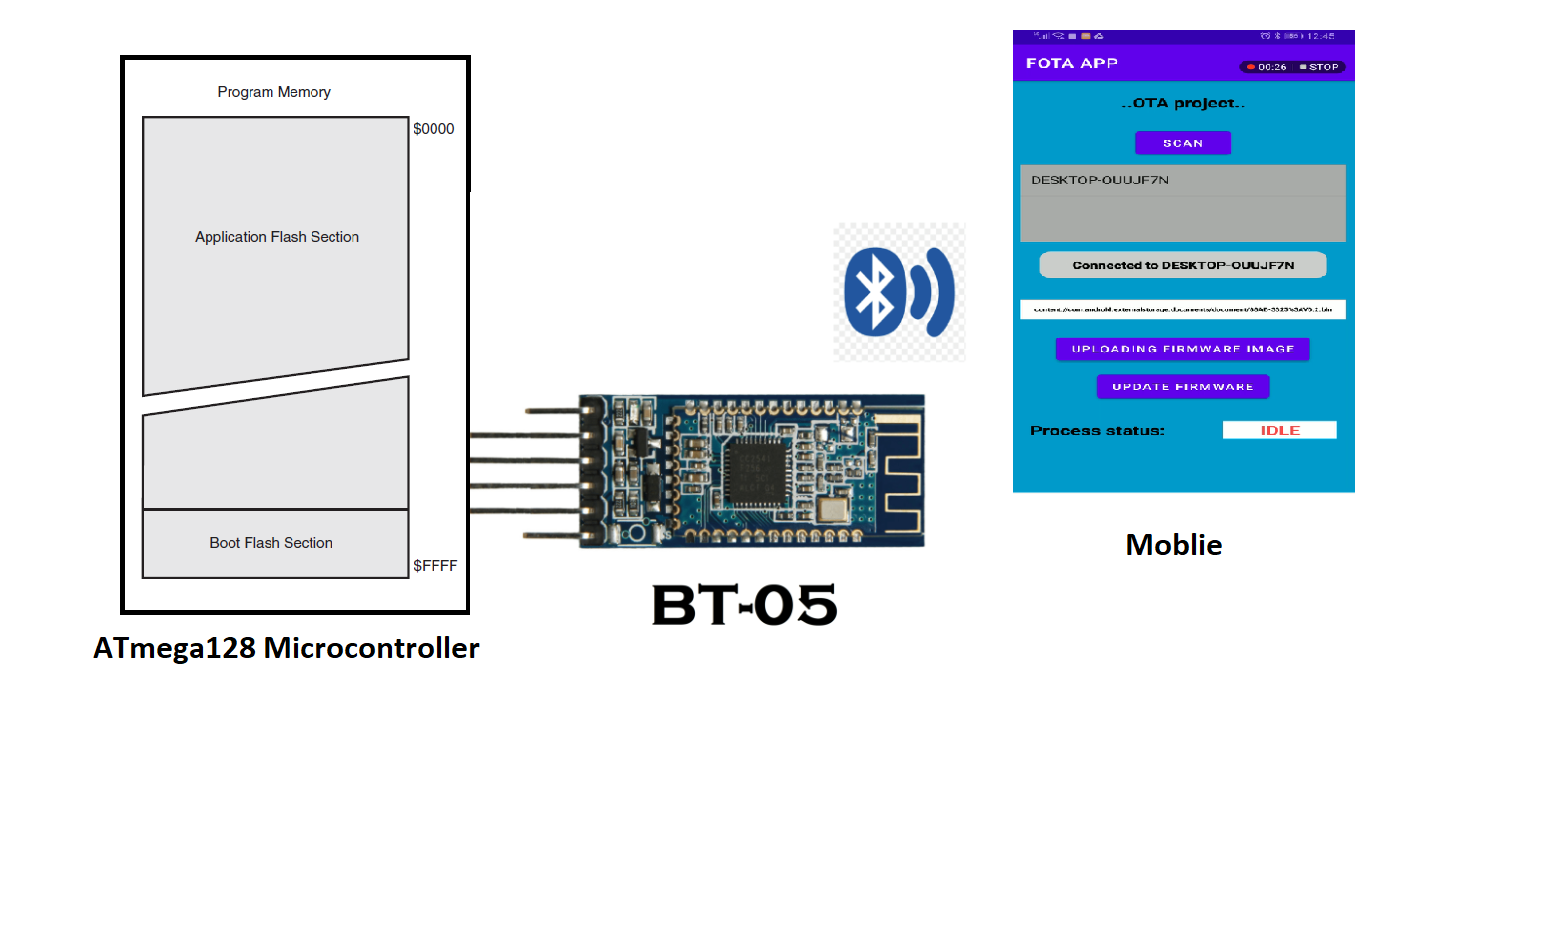 Program Memory
$0000
Application Flash Section
Boot Flash Section
$FFFF
ATmega128 Microcontroller
BT-05
12:45
FOTA APP
00:26
STOP
..OTA project..
SCAN
DESKTOP-OUUJF7N
Connected to DESKTOP-OUUJF7N
UPLOADING FIRMWARE IMAGE
UPDATE FIRMWARE
Process status:
IDLE
Moblie